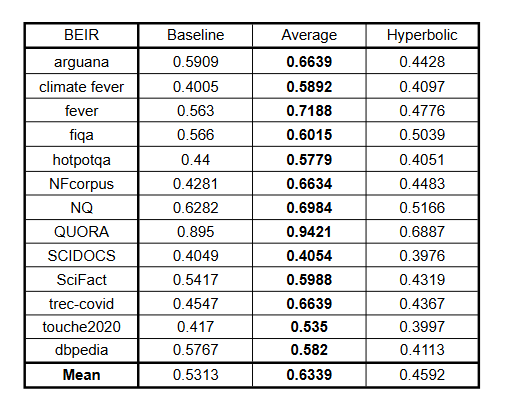 BEIR Baseline Average Hyperbolic
arguana 0.5909 0.6639 0.4428
climate fever 0.4005 0.5892 0.4097
fever 0.563 0.7188 0.4776
fiqa 0.566 0.6015 0.5039
hotpotqa 0.44 0.5779 0.4051
NFcorpus 0.4281 0.6634 0.4483
NQ 0.6282 0.6984 0.5166
QUORA 0.895 0.9421 0.6887
SCIDOCS 0.4049 0.4054 0.3976
SciFact 0.5417 0.5988 0.4319
trec-covid 0.4547 0.6639 0.4367
touche2020 0.417 0.535 0.3997
dbpedia 0.5767 0.582 0.4113
Mean 0.5313 0.6339 0.4592